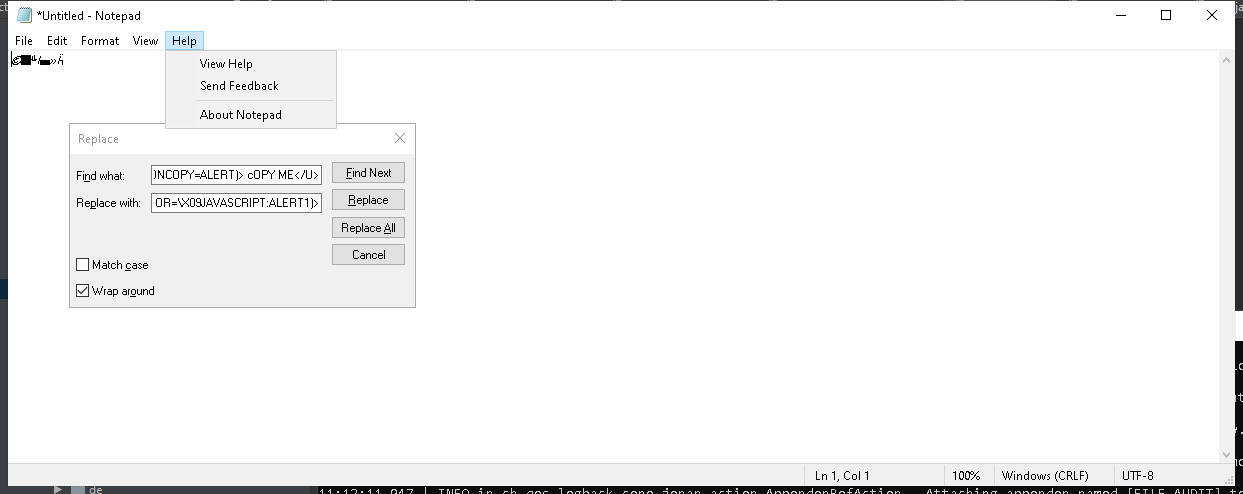 *Untitled - Notepad
File Edit Format View Help
View Help
Send Feedback
About Notepad
Replace
Find what: )NCOPY=ALERT)> cOPY ME</U> Find Next
Replace with: OR=\X09JAVASCRIPT:ALERT1)> Replace
Replace All
Cancel
Match case
Wrap around
Ln 1, Col 1 100% Windows (CRLF) UTF-8
de
11:12:11,947 | INFO in ch.qos.logback.core.joran.action.AppenderRefAction - Attaching appender named [FILE_AUDIT] t